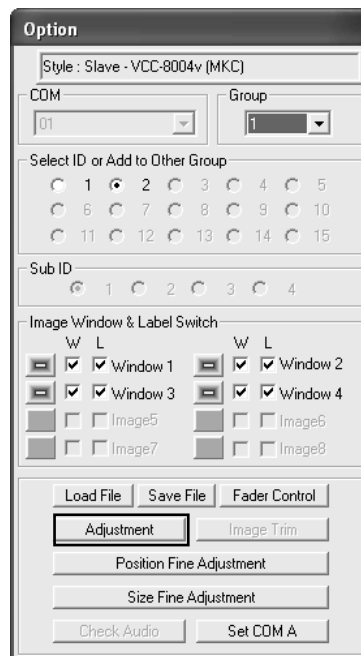 Option
Style : Slave - VCC-8004v (MKC)
COM Group
01 1
Select ID or Add to Other Group
1 2 3 4 5
6 7 8 9 10
11 12 13 14 15
Sub ID
1 2 3 4
Image Window & Label Switch
W L W L
Window 1 Window 2
Window 3 Window 4
Image5 Image6
Image7 Image8
Load File Save File Fader Control
Adjustment Image Trim
Position Fine Adjustment
Size Fine Adjustment
Check Audio Set COM A